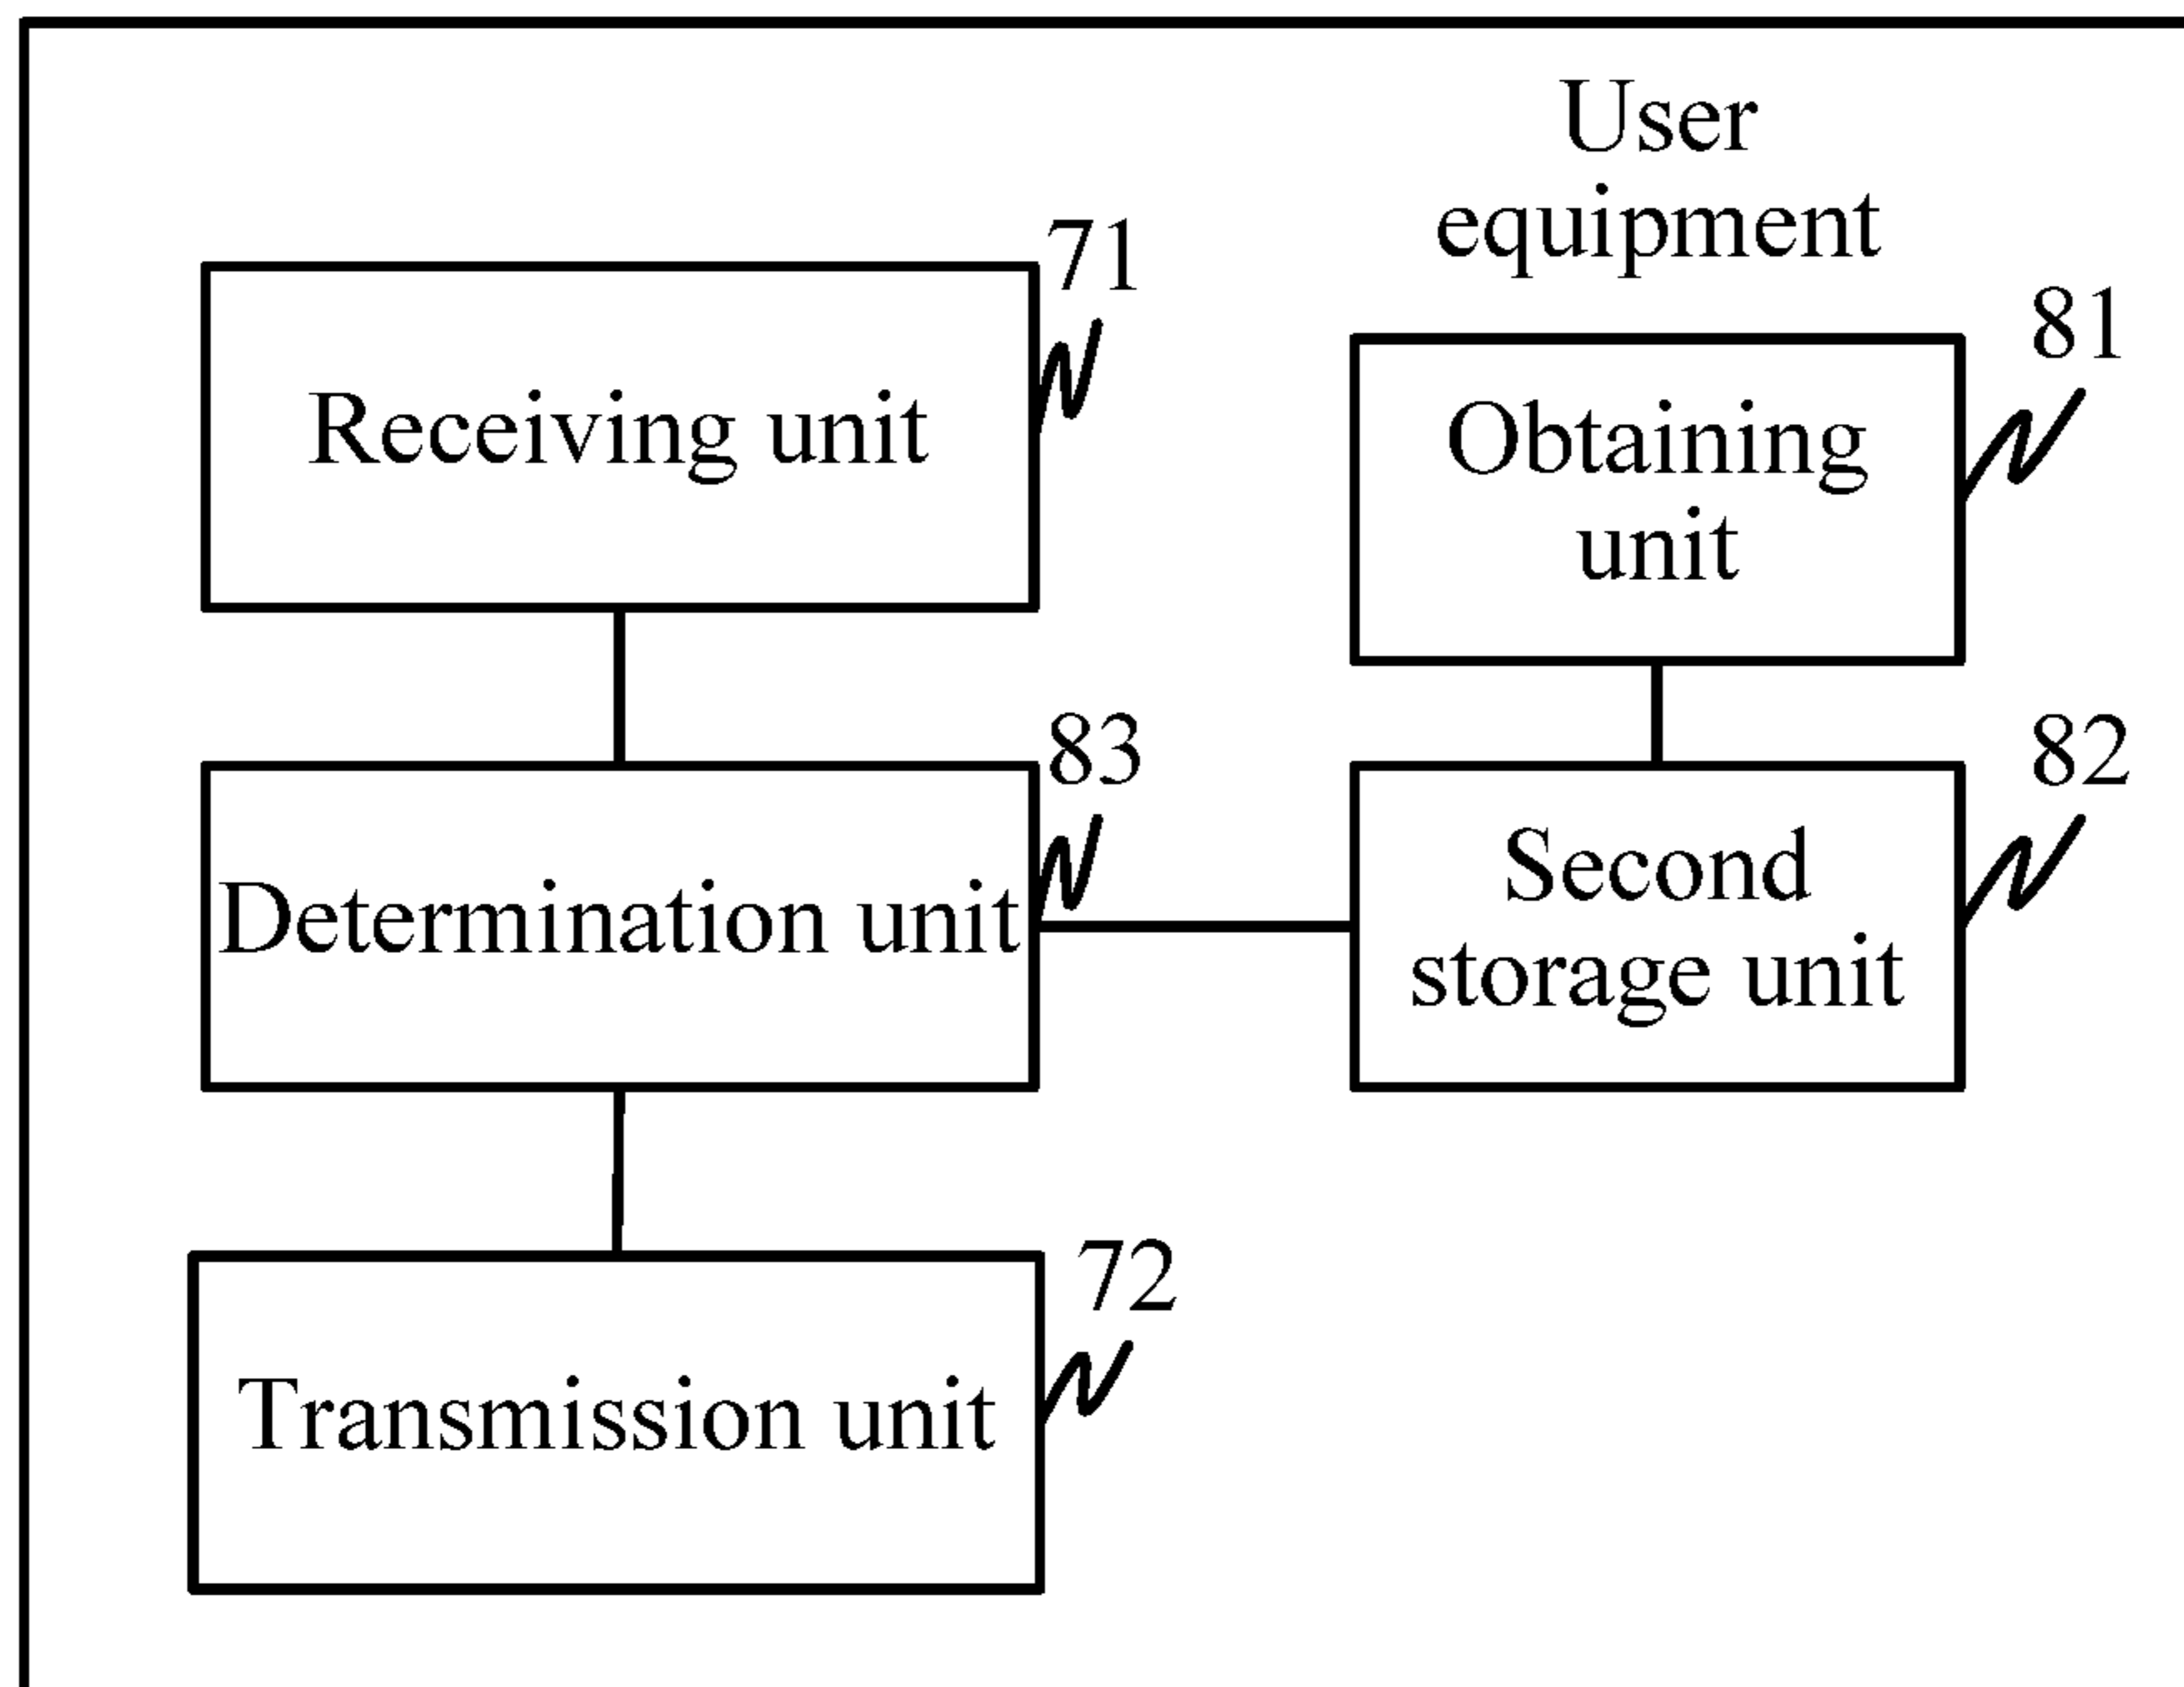 User
equipment
71
Receiving unit
81
Obtaining
unit
83
Determination unit
82
Second
storage unit
72
Transmission unit